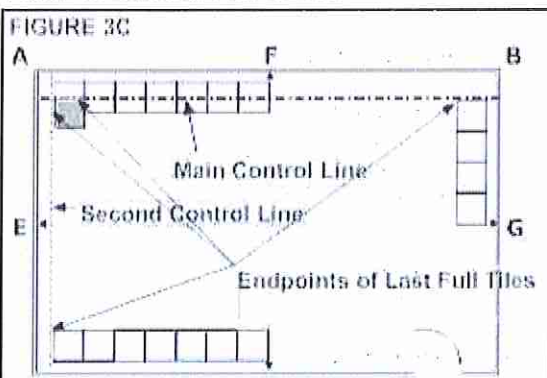 FIGURE 3C
A F B
Main Control Line
Second Control Line
E G
Endpoints of Last Full Tiles